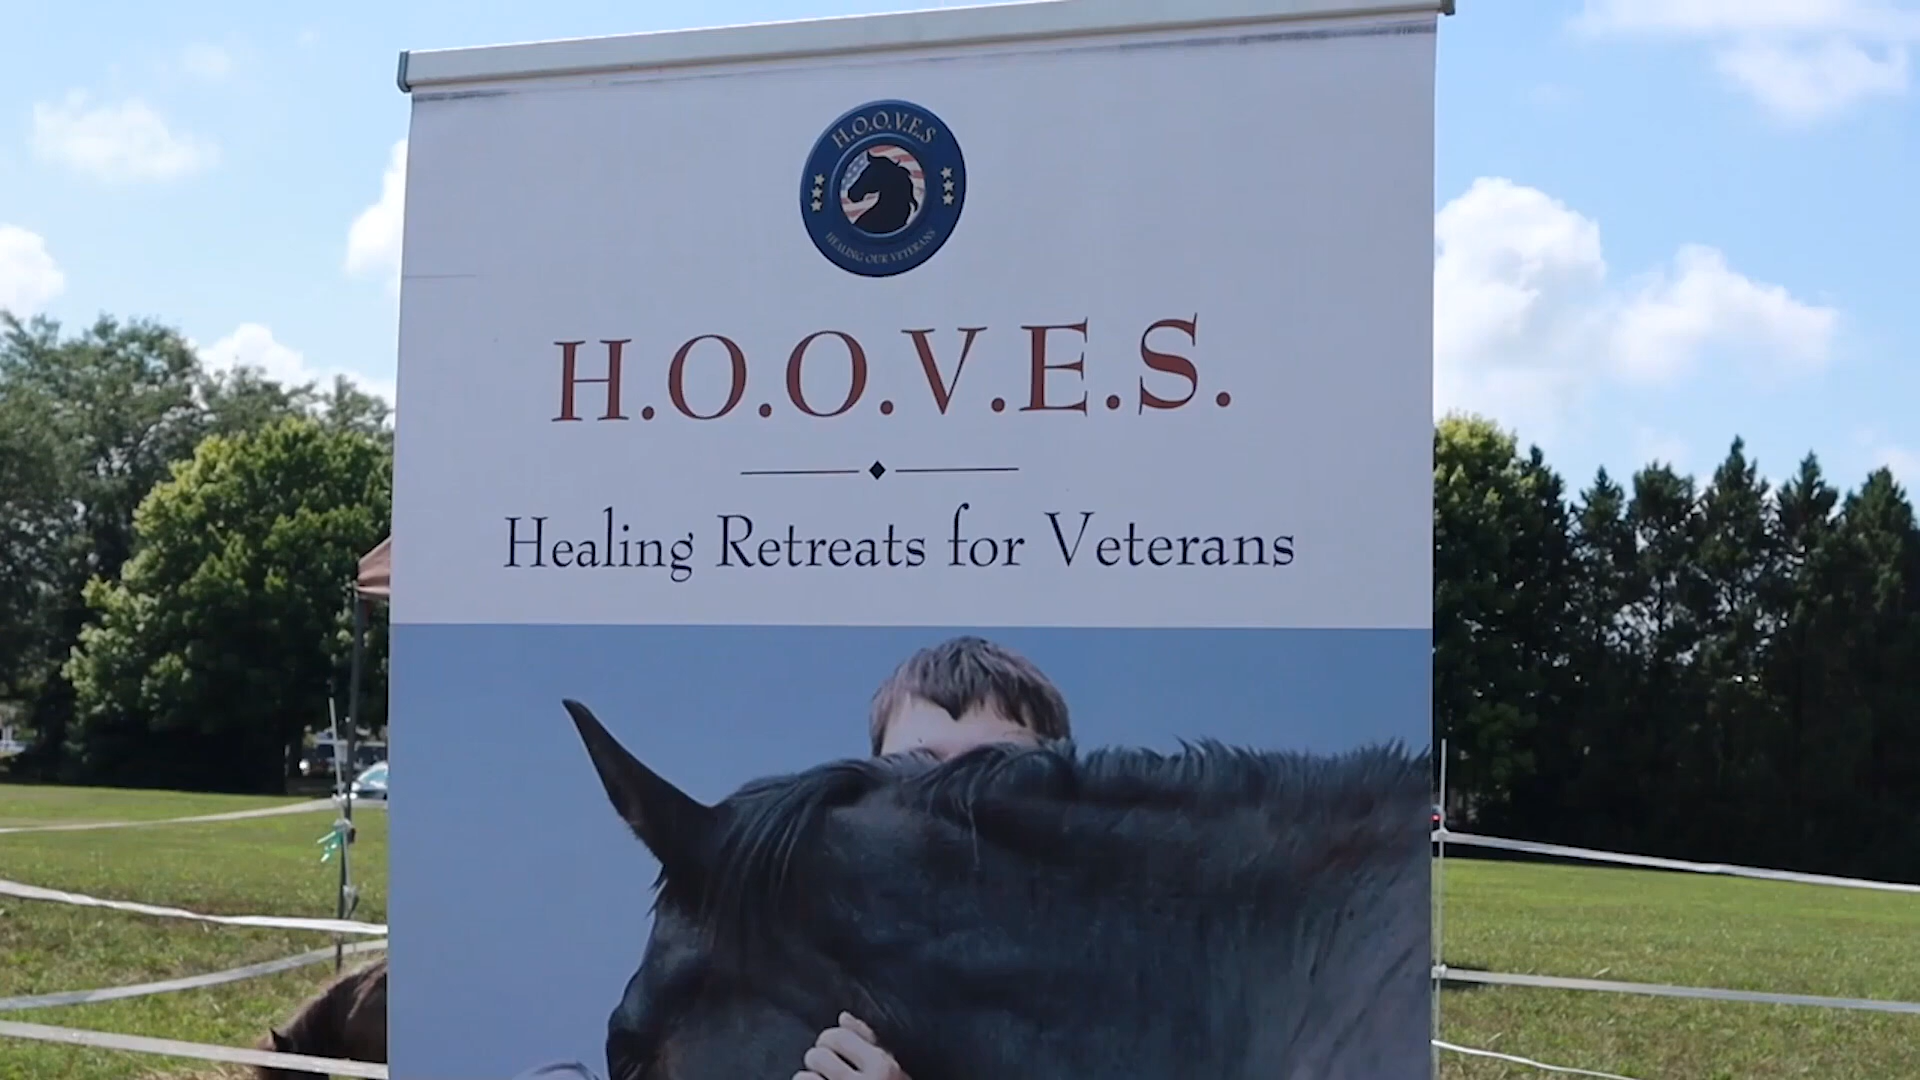 H.O.O.V.E.S
HEALING OUR VETERANS
H.O.O.V.E.S.
Healing Retreats for Veterans